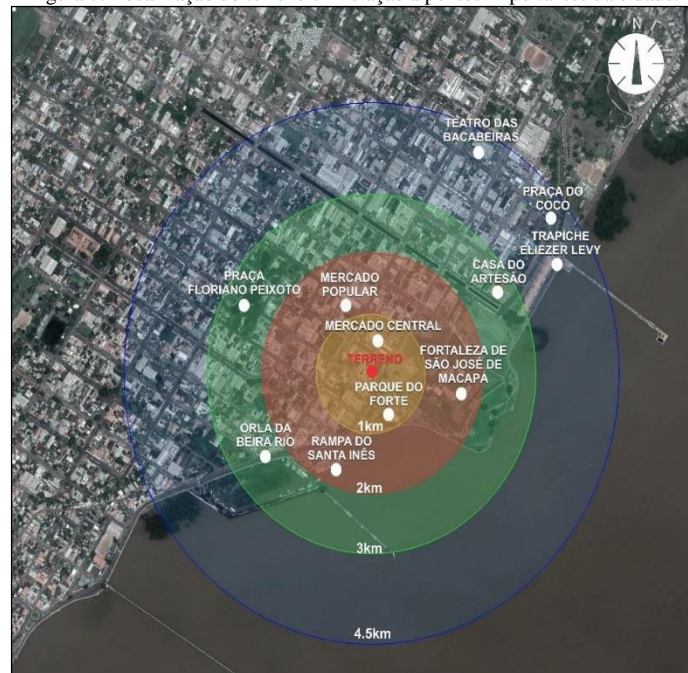 N
TEATRO DAS
BACABEIRAS
PRAÇA DO
COCO
TRAPICHE
ELIEZER LEVY
CASA DO
ARTESÃO
PRAÇA
FLORIANO PEIXOTO
MERCADO
POPULAR
MERCADO CENTRAL
TERRENO
FORTALEZA DE
SÃO JOSÉ DE
MACAPÁ
PARQUE DO
FORTE
1km
ORLA DA
BEIRA RIO
RAMPA DO
SANTA INÊS
2km
3km
4.5km